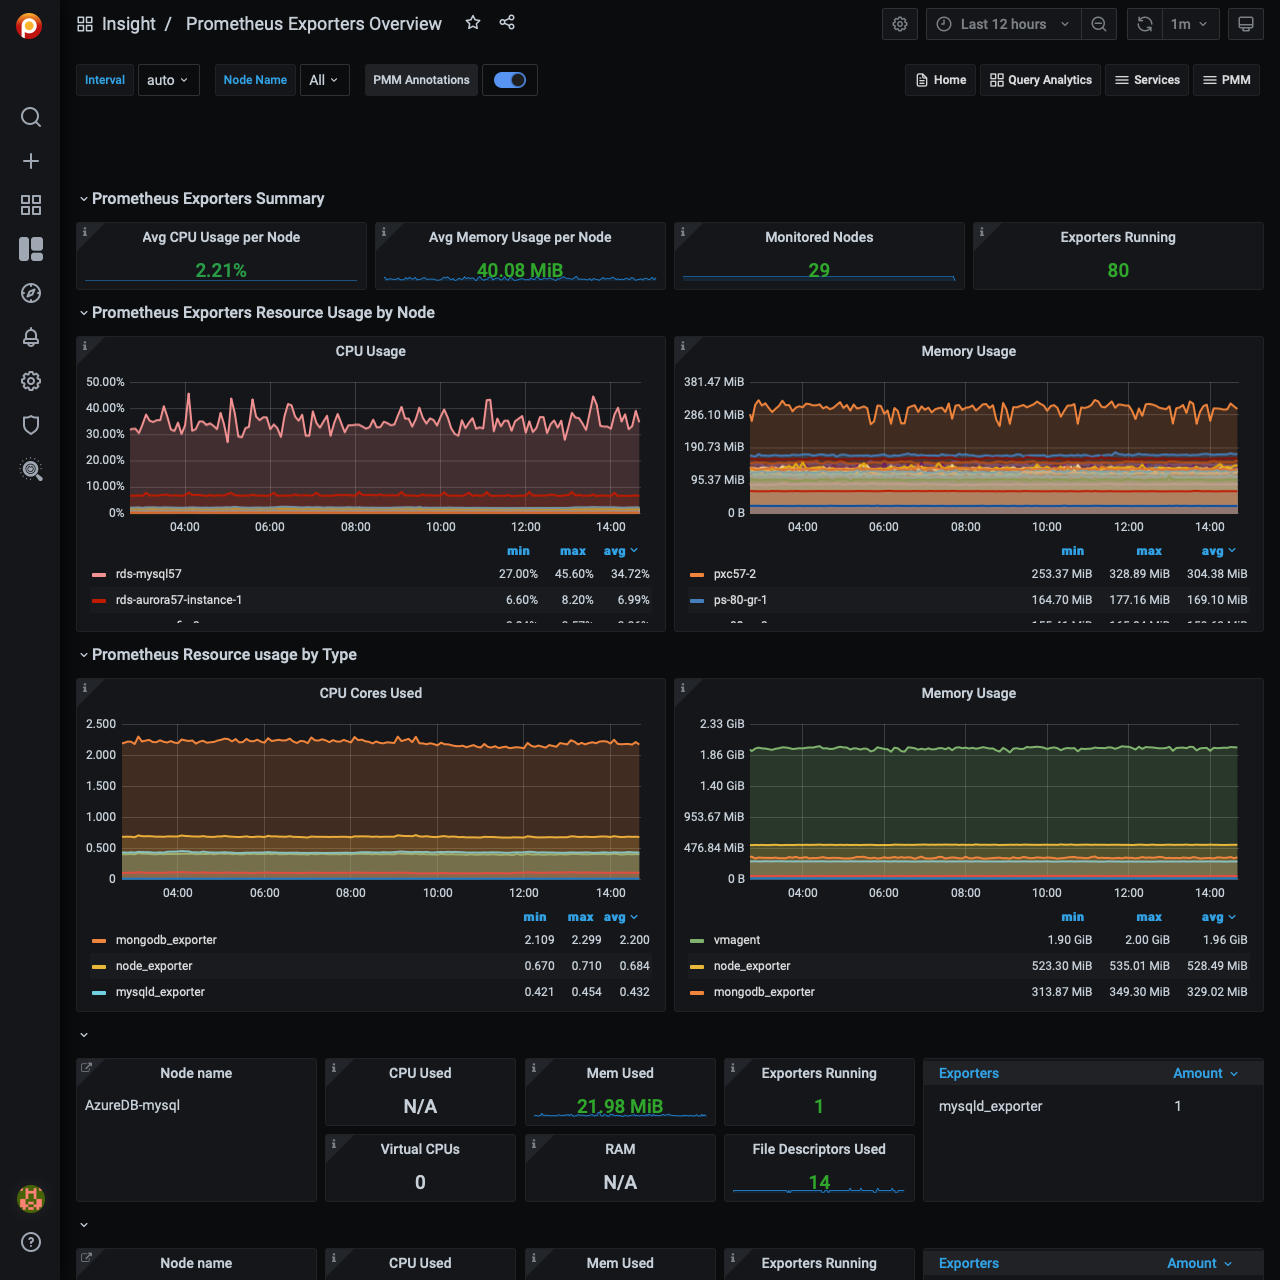 Insight / Prometheus Exporters Overview
Last 12 hours
1m
Interval auto Node Name All PMM Annotations
Home Query Analytics Services PMM
Prometheus Exporters Summary
Avg CPU Usage per Node
2.21%
Avg Memory Usage per Node
40.08 MiB
Monitored Nodes
29
Exporters Running
80
Prometheus Exporters Resource Usage by Node
CPU Usage
50.00%
40.00%
30.00%
20.00%
10.00%
0%
04:00 06:00 08:00 10:00 12:00 14:00
min max avg
rds-mysql57 27.00% 45.60% 34.72%
rds-aurora57-instance-1 6.60% 8.20% 6.99%
Memory Usage
381.47 MiB
286.10 MiB
190.73 MiB
95.37 MiB
0 B
04:00 06:00 08:00 10:00 12:00 14:00
min max avg
pxc57-2 253.37 MiB 328.89 MiB 304.38 MiB
ps-80-gr-1 164.70 MiB 177.16 MiB 169.10 MiB
Prometheus Resource usage by Type
CPU Cores Used
2.500
2.000
1.500
1.000
0.500
0
04:00 06:00 08:00 10:00 12:00 14:00
min max avg
mongodb_exporter 2.109 2.299 2.200
node_exporter 0.670 0.710 0.684
mysqld_exporter 0.421 0.454 0.432
Memory Usage
2.33 GiB
1.86 GiB
1.40 GiB
953.67 MiB
476.84 MiB
0 B
04:00 06:00 08:00 10:00 12:00 14:00
min max avg
vmagent 1.90 GiB 2.00 GiB 1.96 GiB
node_exporter 523.30 MiB 535.01 MiB 528.49 MiB
mongodb_exporter 313.87 MiB 349.30 MiB 329.02 MiB
Node name
AzureDB-mysql
CPU Used
N/A
Mem Used
21.98 MiB
Exporters Running
1
Exporters Amount
mysqld_exporter 1
Virtual CPUs
0
RAM
N/A
File Descriptors Used
14
Node name
CPU Used
Mem Used
Exporters Running
Exporters Amount